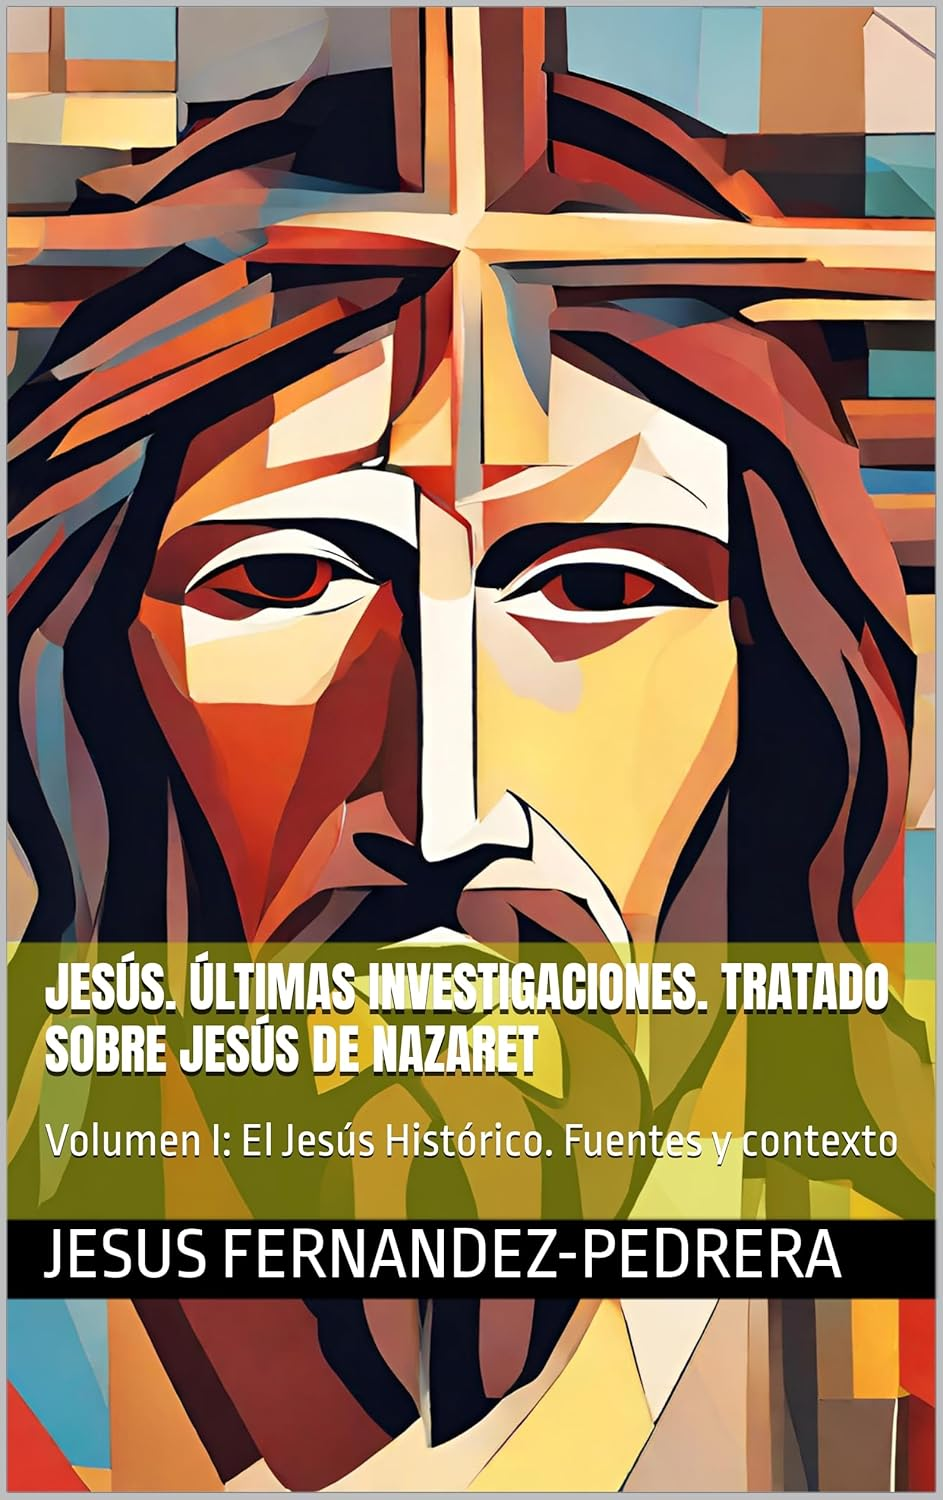 JESÚS. ÚLTIMAS INVESTIGACIONES. TRATADO
SOBRE JESÚS DE NAZARET
Volumen I: El Jesús Histórico. Fuentes y contexto
JESUS FERNANDEZ-PEDRERA